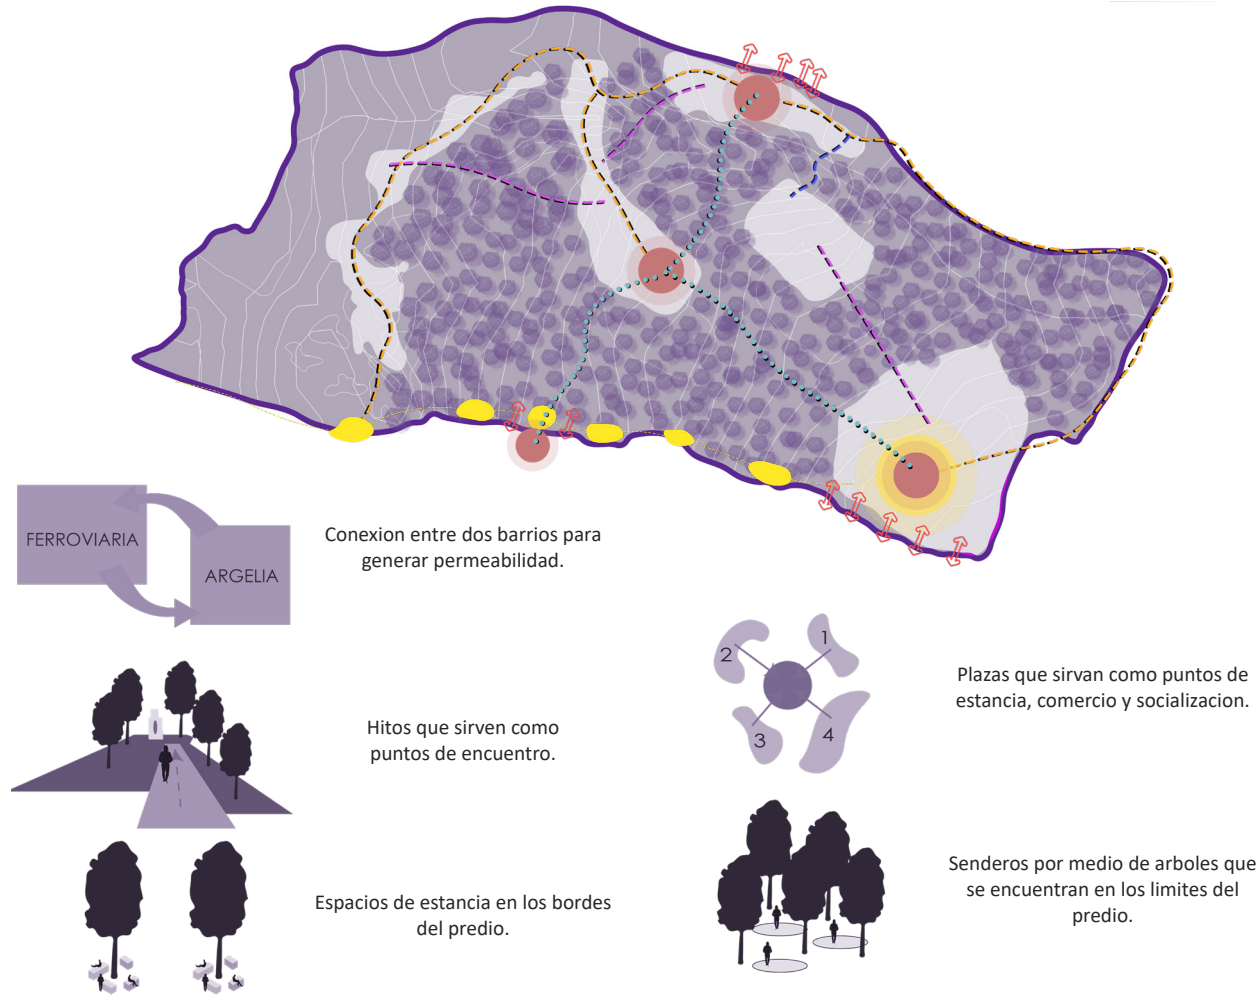 FERROVIARIA
ARGELIA
Conexion entre dos barrios para
generar permeabilidad.
1
2
3
4
Plazas que sirvan como puntos de
estancia, comercio y socializacion.
Hitos que sirven como
puntos de encuentro.
Senderos por medio de arboles que
se encuentran en los limites del
predio.
Espacios de estancia en los bordes
del predio.